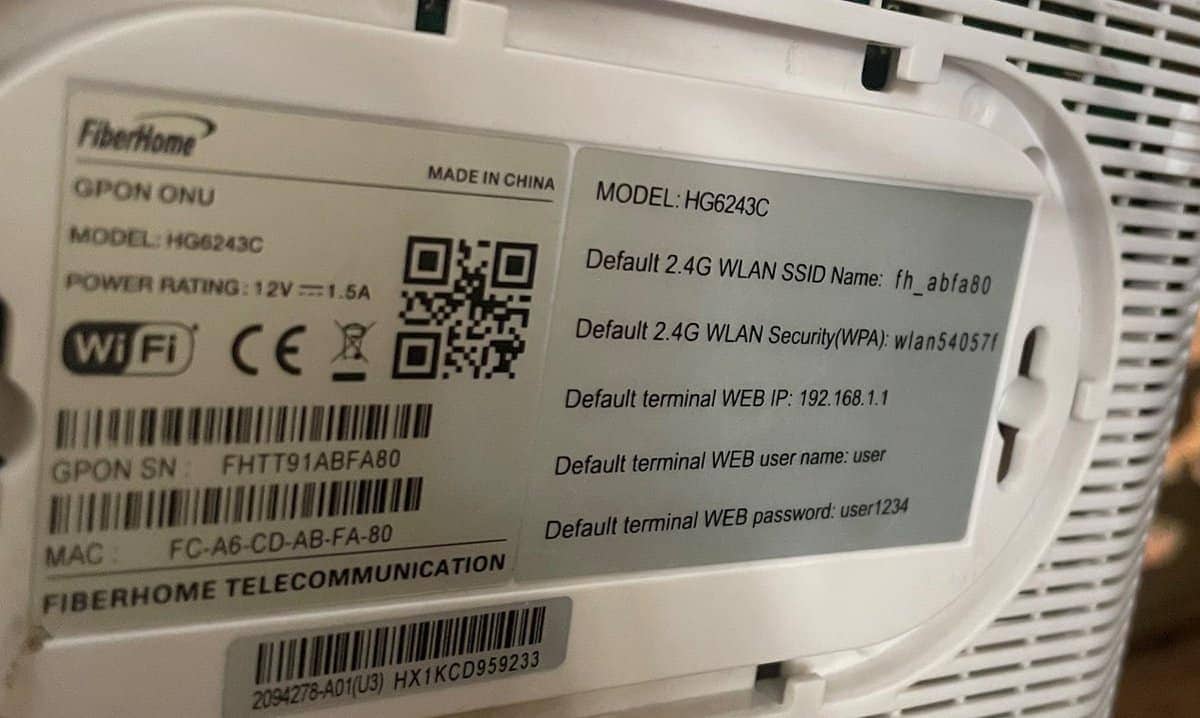 FiberHome
MADE IN CHINA
GPON ONU
MODEL: HG6243C
POWER RATING: 12V ⎓ 1.5A
WiFi CE
GPON SN : FHTT91ABFA80
MAC : FC-A6-CD-AB-FA-80
FIBERHOME TELECOMMUNICATION
MODEL: HG6243C
Default 2.4G WLAN SSID Name: fh_abfa80
Default 2.4G WLAN Security(WPA): wlan54057f
Default terminal WEB IP: 192.168.1.1
Default terminal WEB user name: user
Default terminal WEB password: user1234
2094278-A01(U3) HX1KCD959233